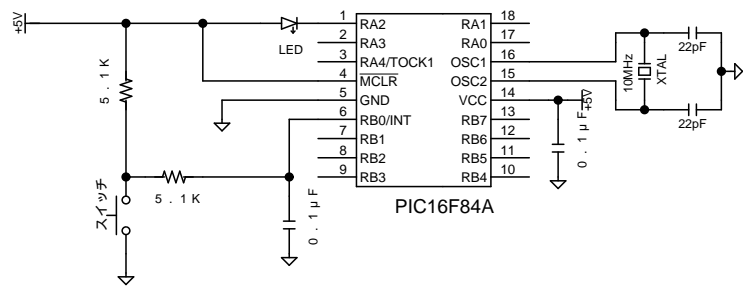 +5V
LED
1 RA2
2 RA3
3 RA4/TOCK1
4 MCLR
5 GND
6 RB0/INT
7 RB1
8 RB2
9 RB3
RA1 18
RA0 17
OSC1 16
OSC2 15
VCC 14
RB7 13
RB6 12
RB5 11
RB4 10
PIC16F84A
5.1K
5.1K
スイッチ
0.1μF
+5V
0.1μF
10MHz
XTAL
22pF
22pF